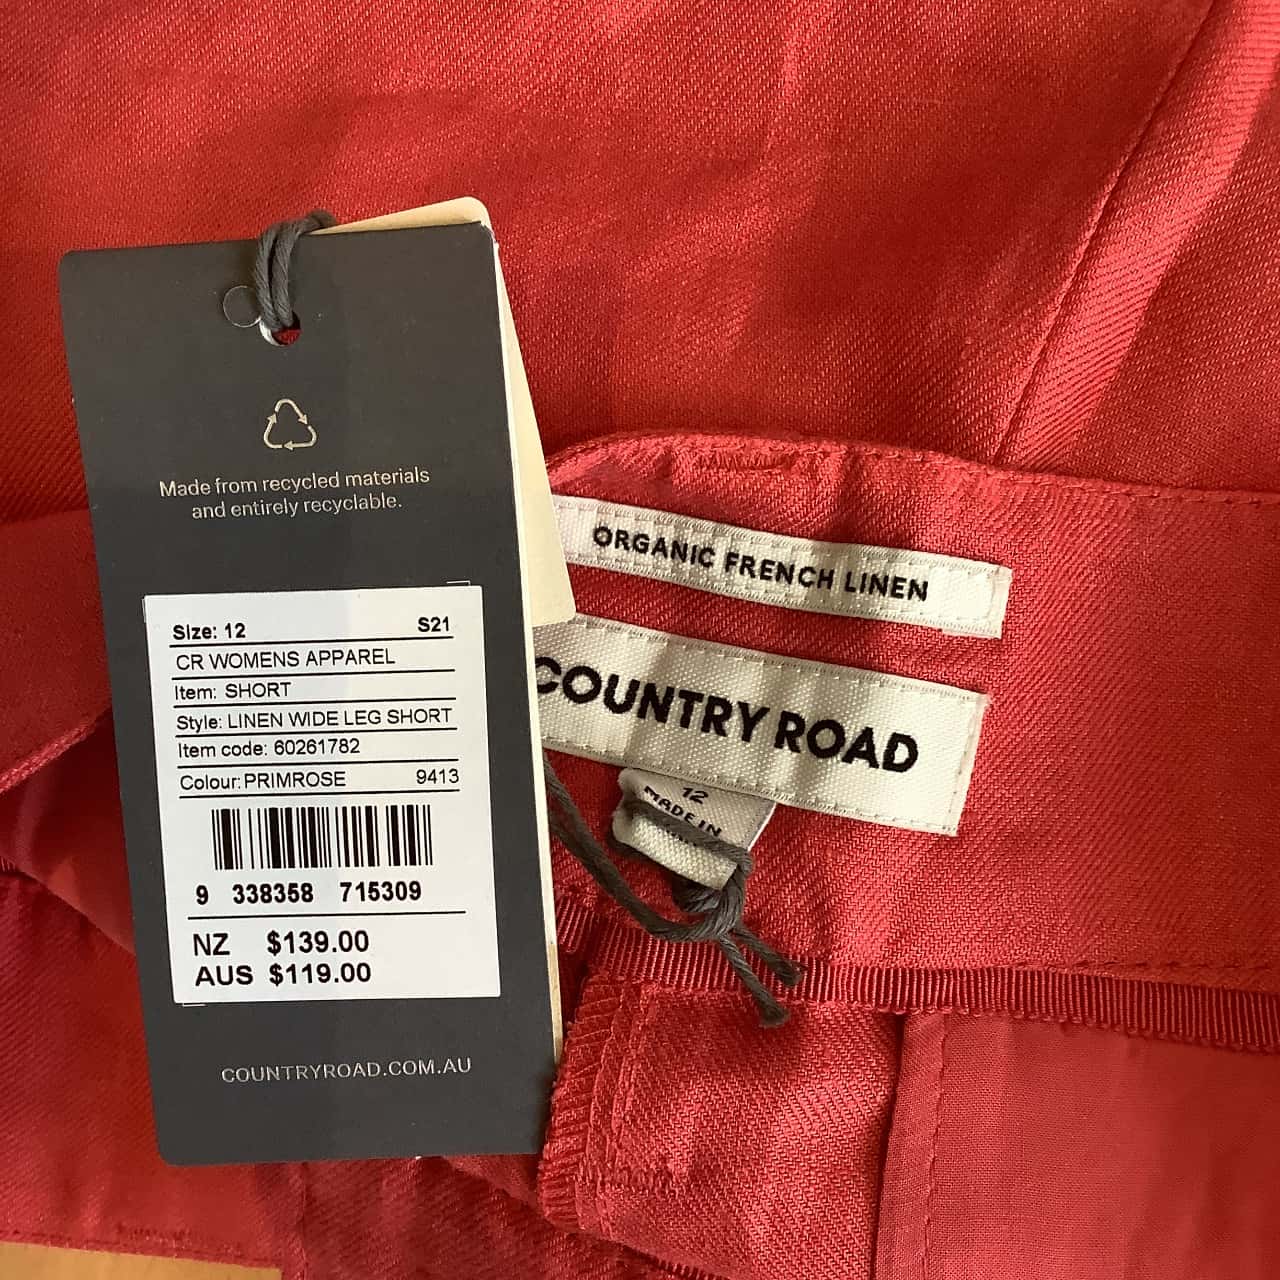 Made from recycled materials
and entirely recyclable.
Size: 12 S21
CR WOMENS APPAREL
Item: SHORT
Style: LINEN WIDE LEG SHORT
Item code: 60261782
Colour: PRIMROSE 9413
9 338358 715309
NZ $139.00
AUS $119.00
COUNTRYROAD.COM.AU
ORGANIC FRENCH LINEN
COUNTRY ROAD
12
MADE IN